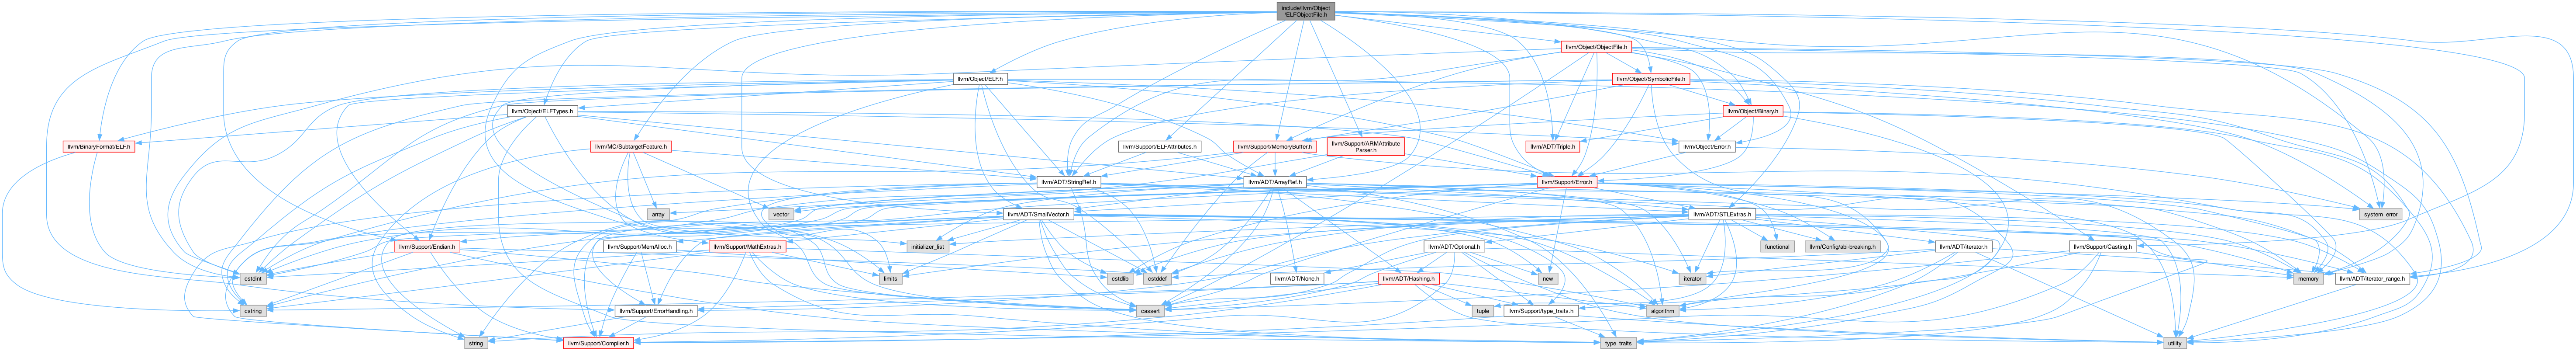 include/llvm/Object
/ELFObjectFile.h
llvm/Object/ObjectFile.h
llvm/Object/ELF.h
llvm/Object/SymbolicFile.h
llvm/Object/ELFTypes.h
llvm/Object/Binary.h
llvm/BinaryFormat/ELF.h
llvm/MC/SubtargetFeature.h
llvm/Support/ELFAttributes.h
llvm/Support/MemoryBuffer.h
llvm/Support/ARMAttribute
Parser.h
llvm/ADT/Triple.h
llvm/Object/Error.h
llvm/ADT/StringRef.h
llvm/ADT/ArrayRef.h
llvm/Support/Error.h
array
vector
llvm/ADT/SmallVector.h
llvm/ADT/STLExtras.h
system_error
llvm/Support/Endian.h
llvm/Support/MemAlloc.h
llvm/Support/MathExtras.h
initializer_list
llvm/ADT/Optional.h
functional
llvm/Config/abi-breaking.h
llvm/ADT/iterator.h
llvm/Support/Casting.h
cstdint
limits
cstdlib
cstddef
llvm/ADT/None.h
llvm/ADT/Hashing.h
new
iterator
memory
llvm/ADT/iterator_range.h
cstring
llvm/Support/ErrorHandling.h
cassert
tuple
llvm/Support/type_traits.h
algorithm
string
llvm/Support/Compiler.h
type_traits
utility